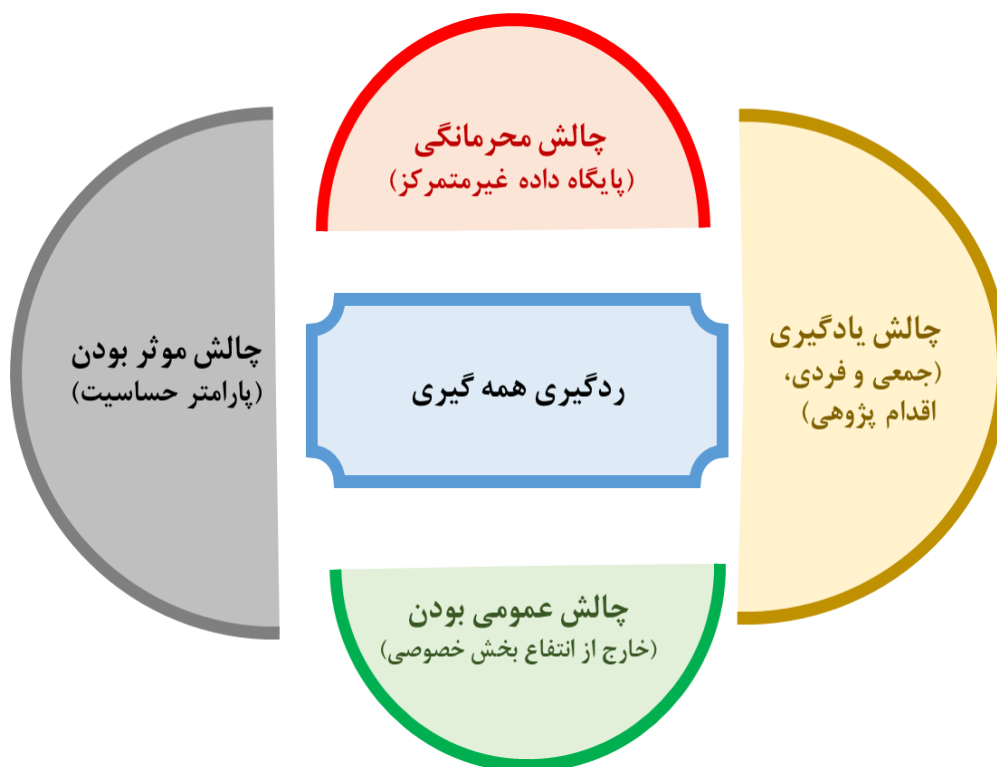 چالش محرمانگی
(پایگاه داده غیرمتمرکز)
چالش یادگیری
(جمعی و فردی،
اقدام پژوهی)
ردگیری همه گیری
چالش موثر بودن
(پارامتر حساسیت)
چالش عمومی بودن
(خارج از انتفاع بخش خصوصی)